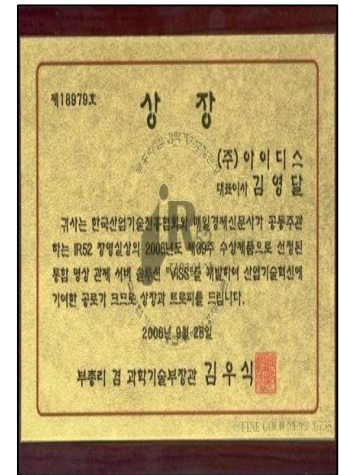 제18979호
상 장
(주) 아이디스
대표이사 김 영 달
귀사는 한국산업기술진흥협회와 매일경제신문사가 공동주관
하는 IR52 장영실상의 2006년도 제39주 수상제품으로 선정된
통합 영상 관제 서버 솔루션 "ViSS"를 개발하여 산업기술혁신에
기여한 공로가 크므로 상장과 트로피를 드립니다.
2006년 9월 25일
부총리 겸 과학기술부장관 김 우 식